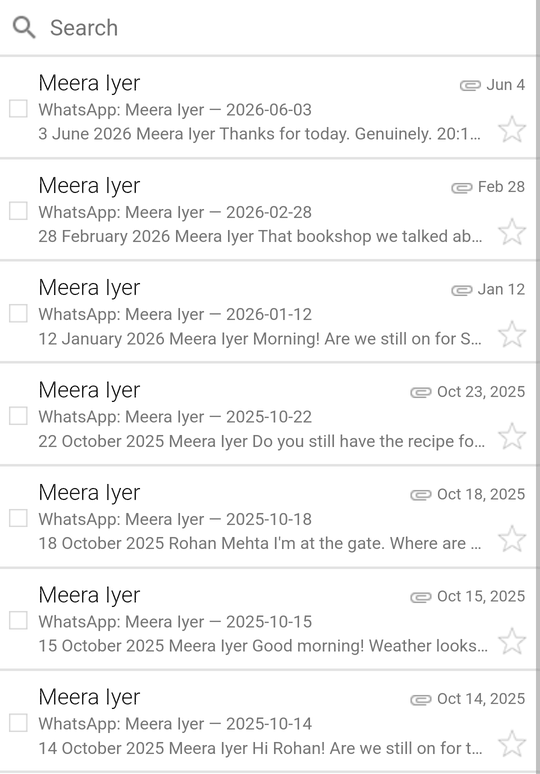 Search
Meera Iyer
Jun 4
WhatsApp: Meera Iyer — 2026-06-03
3 June 2026 Meera Iyer Thanks for today. Genuinely. 20:1...
Meera Iyer
Feb 28
WhatsApp: Meera Iyer — 2026-02-28
28 February 2026 Meera Iyer That bookshop we talked ab...
Meera Iyer
Jan 12
WhatsApp: Meera Iyer — 2026-01-12
12 January 2026 Meera Iyer Morning! Are we still on for S...
Meera Iyer
Oct 23, 2025
WhatsApp: Meera Iyer — 2025-10-22
22 October 2025 Meera Iyer Do you still have the recipe fo...
Meera Iyer
Oct 18, 2025
WhatsApp: Meera Iyer — 2025-10-18
18 October 2025 Rohan Mehta I'm at the gate. Where are ...
Meera Iyer
Oct 15, 2025
WhatsApp: Meera Iyer — 2025-10-15
15 October 2025 Meera Iyer Good morning! Weather looks...
Meera Iyer
Oct 14, 2025
WhatsApp: Meera Iyer — 2025-10-14
14 October 2025 Meera Iyer Hi Rohan! Are we still on for t...